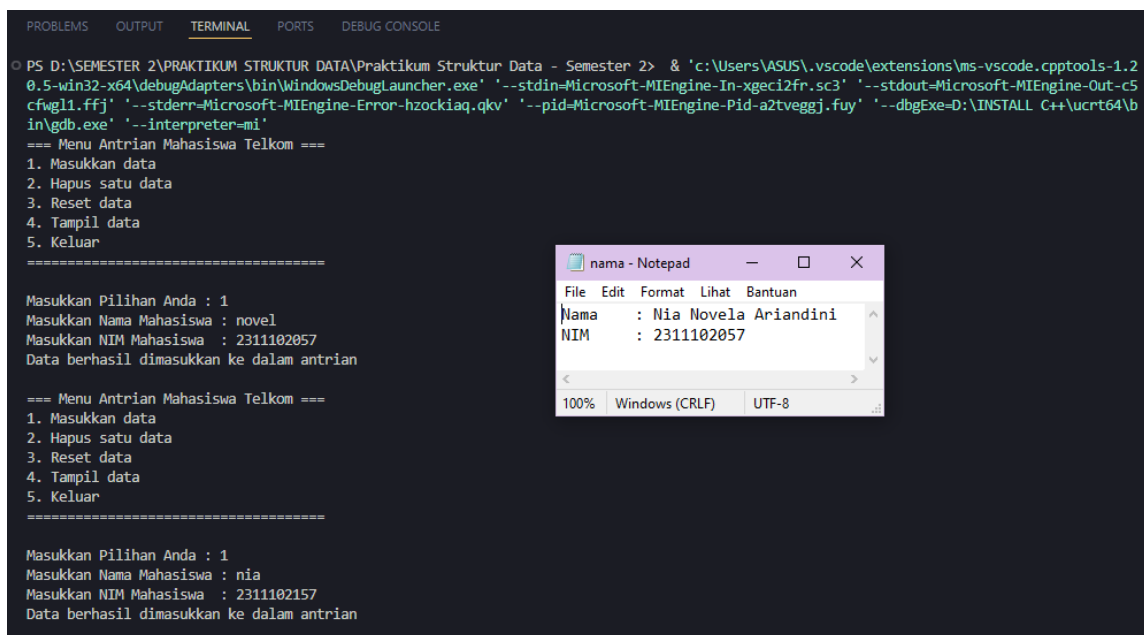 PROBLEMS OUTPUT TERMINAL PORTS DEBUG CONSOLE
PS D:\SEMESTER 2\PRAKTIKUM STRUKTUR DATA\Praktikum Struktur Data - Semester 2> & 'c:\Users\ASUS\.vscode\extensions\ms-vscode.cpptools-1.2
0.5-win32-x64\debugAdapters\bin\WindowsDebugLauncher.exe' '--stdin=Microsoft-MIEngine-In-xgeci2fr.sc3' '--stdout=Microsoft-MIEngine-Out-c5
cfwgl1.ffj' '--stderr=Microsoft-MIEngine-Error-hzockiaq.qkv' '--pid=Microsoft-MIEngine-Pid-a2tveggj.fuy' '--dbgExe=D:\INSTALL C++\ucrt64\b
in\gdb.exe' '--interpreter=mi'
=== Menu Antrian Mahasiswa Telkom ===
1. Masukkan data
2. Hapus satu data
3. Reset data
4. Tampil data
5. Keluar
=====================================
Masukkan Pilihan Anda : 1
Masukkan Nama Mahasiswa : novel
Masukkan NIM Mahasiswa  : 2311102057
Data berhasil dimasukkan ke dalam antrian
=== Menu Antrian Mahasiswa Telkom ===
1. Masukkan data
2. Hapus satu data
3. Reset data
4. Tampil data
5. Keluar
=====================================
Masukkan Pilihan Anda : 1
Masukkan Nama Mahasiswa : nia
Masukkan NIM Mahasiswa  : 2311102157
Data berhasil dimasukkan ke dalam antrian
nama - Notepad
File Edit Format Lihat Bantuan
Nama    : Nia Novela Ariandini
NIM     : 2311102057
100% Windows (CRLF) UTF-8